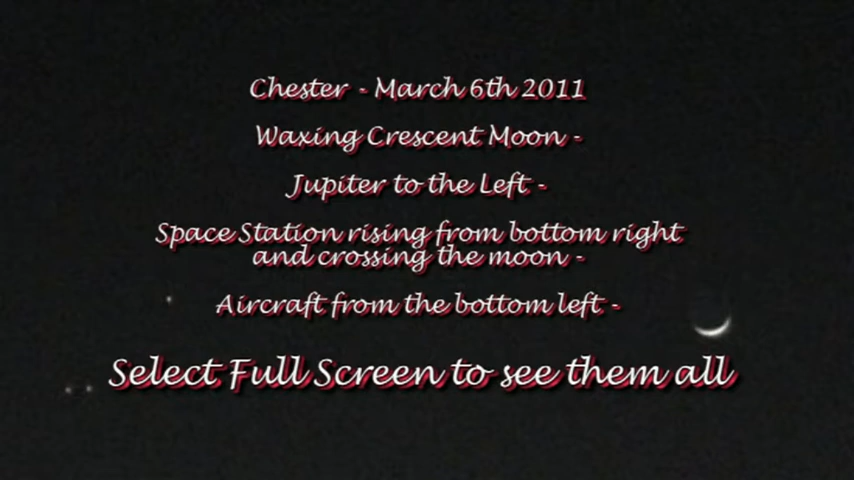 Chester - March 6th 2011
Waxing Crescent Moon -
Jupiter to the Left -
Space Station rising from bottom right
and crossing the moon -
Aircraft from the bottom left -
Select Full Screen to see them all